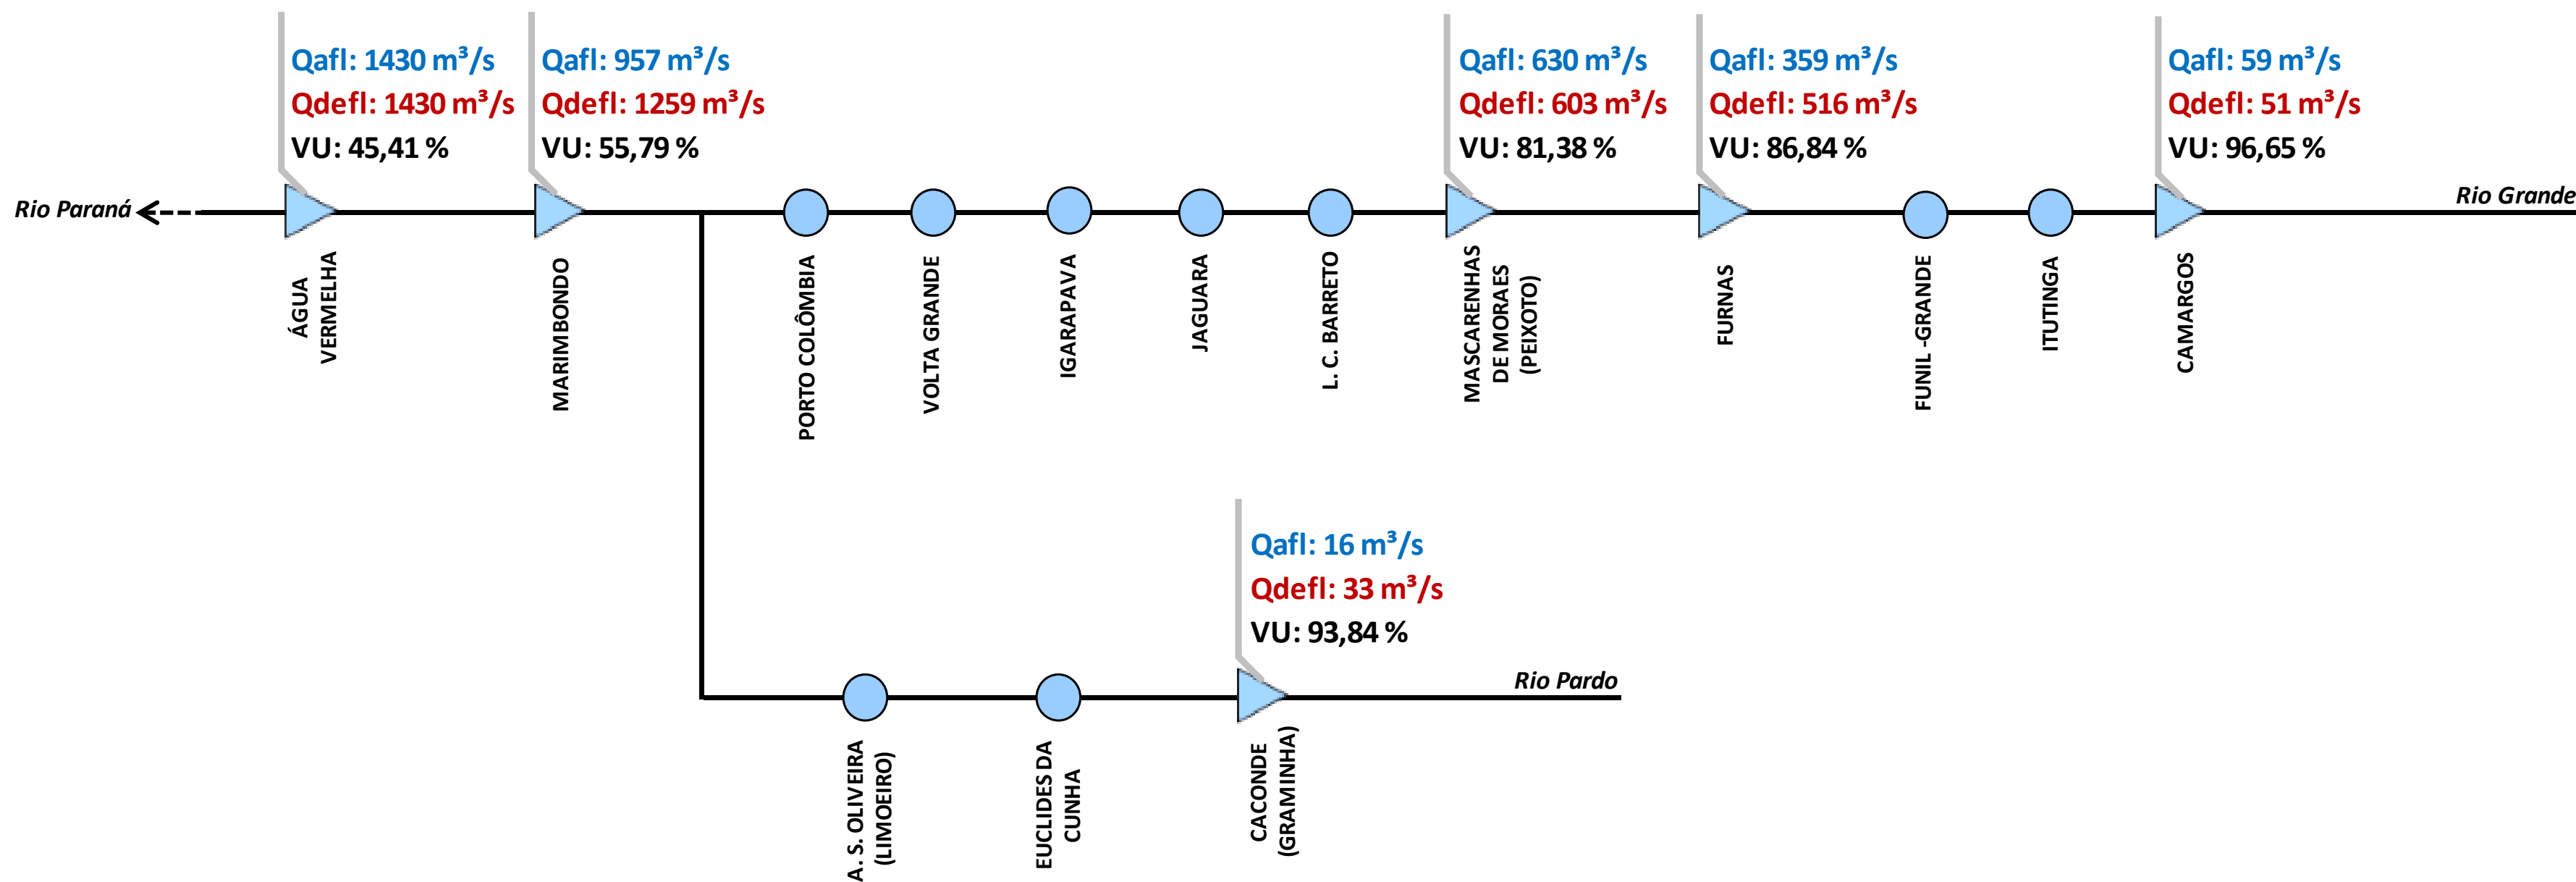 Qafl: 1430 m³/s
Qdefl: 1430 m³/s
VU: 45,41 %
Qafl: 957 m³/s
Qdefl: 1259 m³/s
VU: 55,79 %
Qafl: 630 m³/s
Qdefl: 603 m³/s
VU: 81,38 %
Qafl: 359 m³/s
Qdefl: 516 m³/s
VU: 86,84 %
Qafl: 59 m³/s
Qdefl: 51 m³/s
VU: 96,65 %
Rio Paraná
Rio Grande
ÁGUA
VERMELHA
MARIMBONDO
PORTO COLÔMBIA
VOLTA GRANDE
IGARAPAVA
JAGUARA
L. C. BARRETO
MASCARENHAS
DE MORAES
(PEIXOTO)
FURNAS
FUNIL -GRANDE
ITUTINGA
CAMARGOS
Qafl: 16 m³/s
Qdefl: 33 m³/s
VU: 93,84 %
Rio Pardo
A. S. OLIVEIRA
(LIMOEIRO)
EUCLIDES DA
CUNHA
CACONDE
(GRAMINHA)